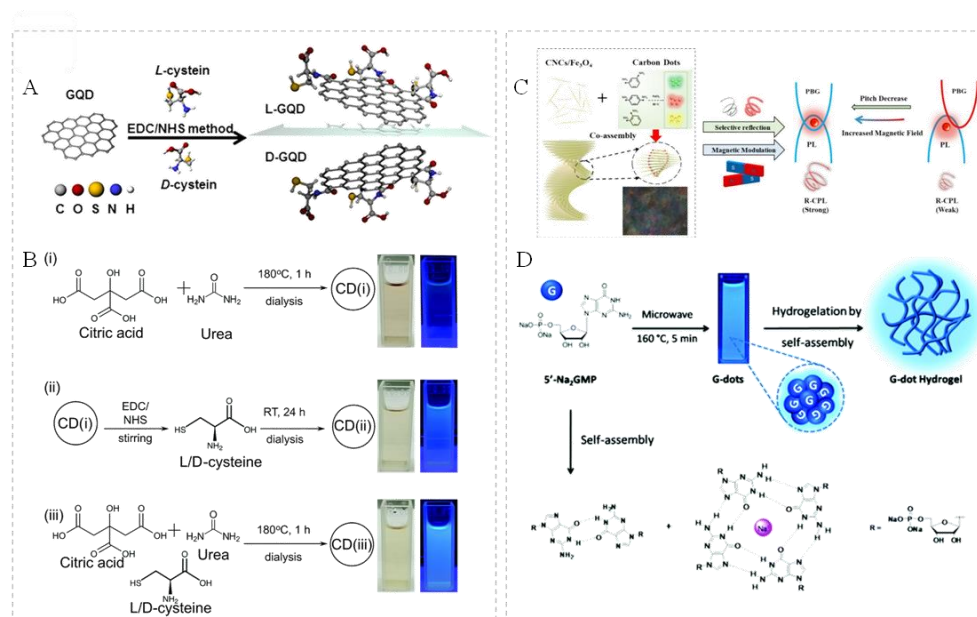 A
GQD
L-cystein
EDC/NHS method
D-cystein
L-GQD
D-GQD
C O S N H
B
(i)
Citric acid
Urea
180°C, 1 h
dialysis
CD(i)
(ii)
CD(i)
EDC/
NHS
stirring
L/D-cysteine
RT, 24 h
dialysis
CD(ii)
(iii)
Citric acid
Urea
L/D-cysteine
180°C, 1 h
dialysis
CD(iii)
C
CNCs/Fe₃O₄
Carbon Dots
Co-assembly
Selective reflection
Magnetic Modulation
PBG
PL
R-CPL
(Strong)
Pitch Decrease
Increased Magnetic Field
PBG
PL
R-CPL
(Weak)
D
G
5'-Na₂GMP
Microwave
160 °C, 5 min
G-dots
Hydrogelation by
self-assembly
G-dot Hydrogel
Self-assembly
+
Na
R =